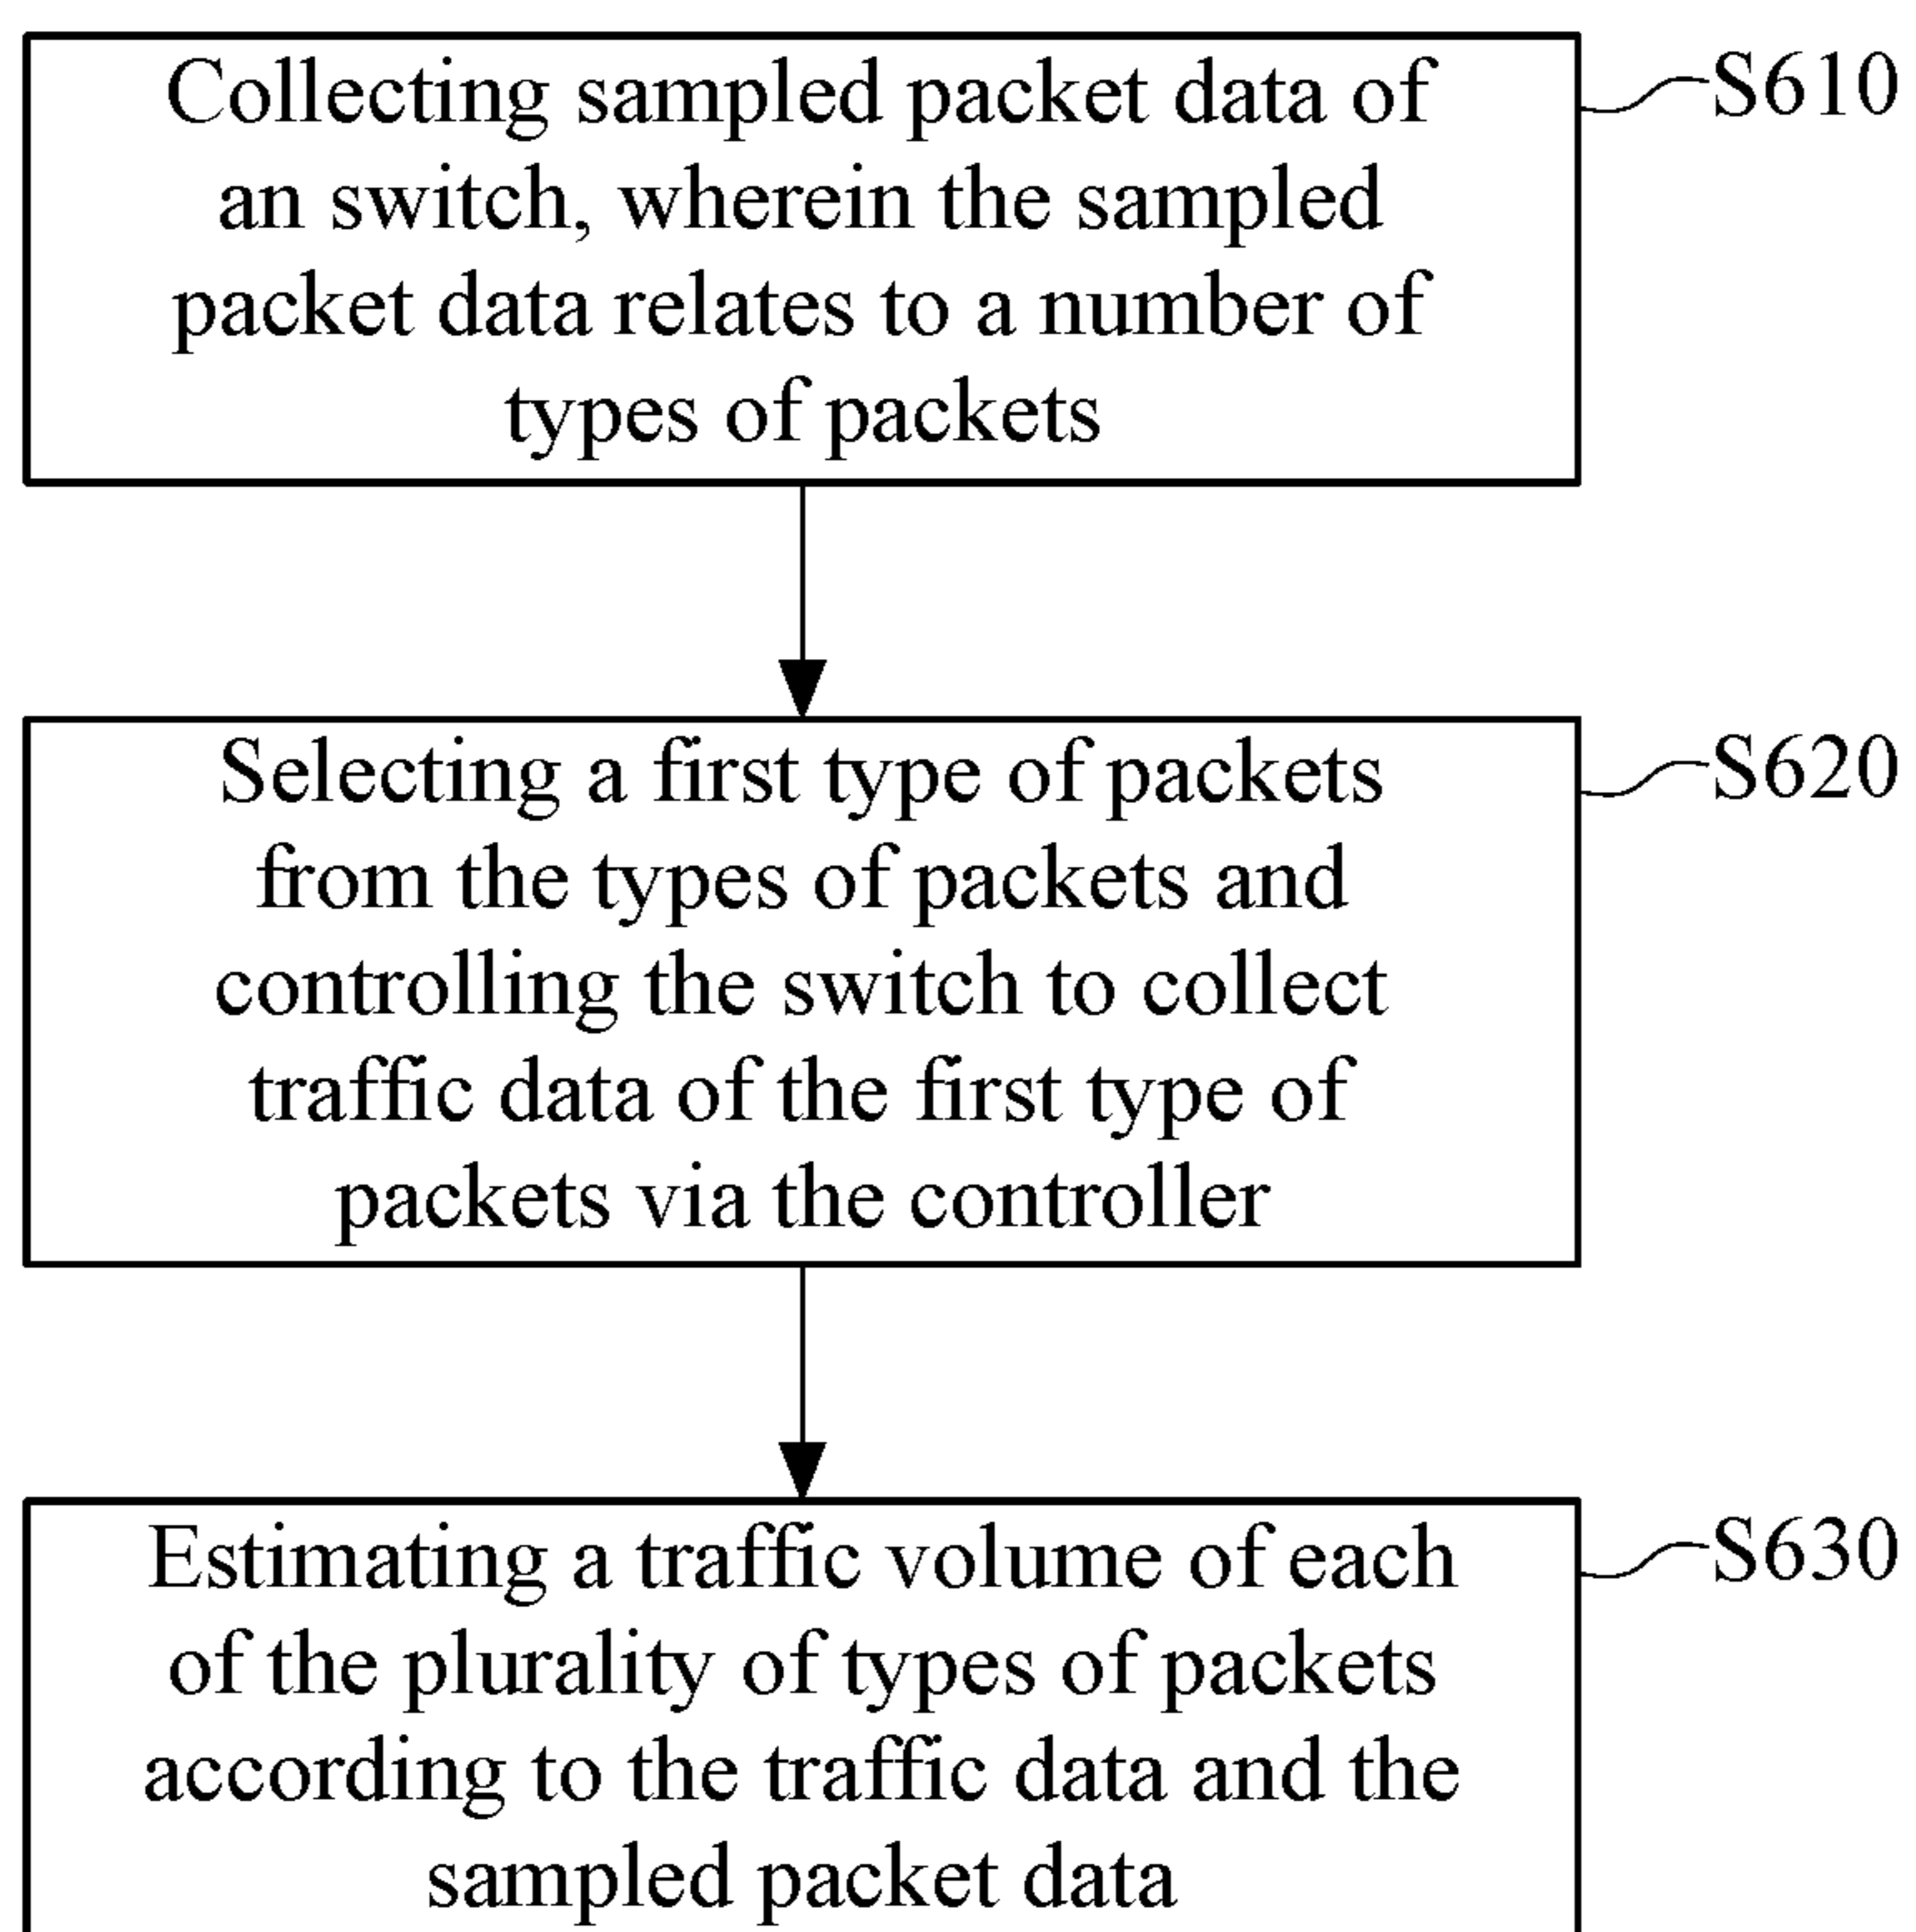 Collecting sampled packet data of
an switch, wherein the sampled
packet data relates to a number of
types of packets
S610
Selecting a first type of packets
from the types of packets and
controlling the switch to collect
traffic data of the first type of
packets via the controller
S620
Estimating a traffic volume of each
of the plurality of types of packets
according to the traffic data and the
sampled packet data
S630